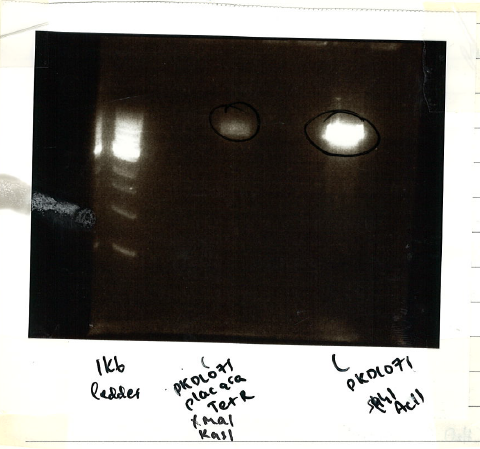 1kb
ladder
pKDL071
placara
TetR
XmaI
KasI
pKDL071
AclI